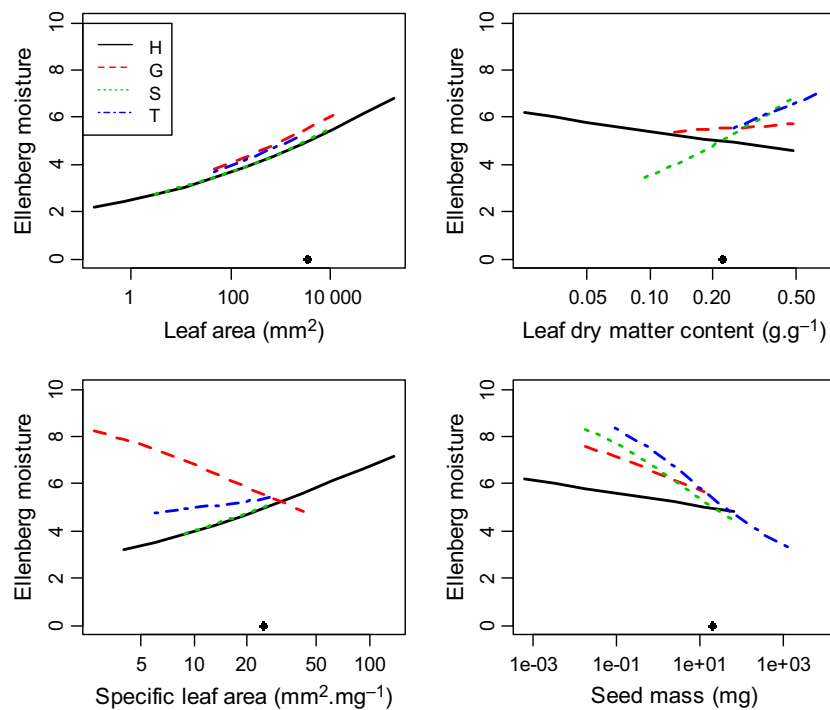 Ellenberg moisture
0 2 4 6 8 10
H
G
S
T
1 100 10 000
Leaf area (mm²)
Ellenberg moisture
0 2 4 6 8 10
0.05 0.10 0.20 0.50
Leaf dry matter content (g.g⁻¹)
Ellenberg moisture
0 2 4 6 8 10
5 10 20 50 100
Specific leaf area (mm².mg⁻¹)
Ellenberg moisture
0 2 4 6 8 10
1e-03 1e-01 1e+01 1e+03
Seed mass (mg)